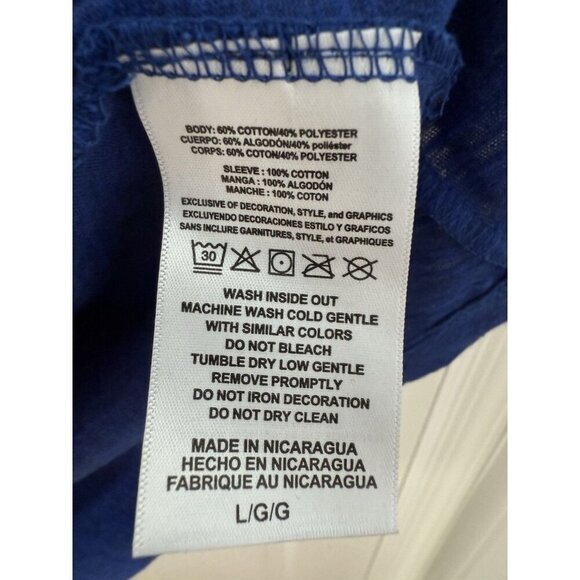 BODY: 60% COTTON/40% POLYESTER
CUERPO: 60% ALGODÓN/40% poliéster
CORPS: 60% COTON/40% POLYESTER
SLEEVE : 100% COTTON
MANGA : 100% ALGODÓN
MANCHE : 100% COTON
EXCLUSIVE OF DECORATION, STYLE, and GRAPHICS
EXCLUYENDO DECORACIONES ESTILO Y GRAFICOS
SANS INCLURE GARNITURES, STYLE, et GRAPHIQUES
30
WASH INSIDE OUT
MACHINE WASH COLD GENTLE
WITH SIMILAR COLORS
DO NOT BLEACH
TUMBLE DRY LOW GENTLE
REMOVE PROMPTLY
DO NOT IRON DECORATION
DO NOT DRY CLEAN
MADE IN NICARAGUA
HECHO EN NICARAGUA
FABRIQUE AU NICARAGUA
L/G/G